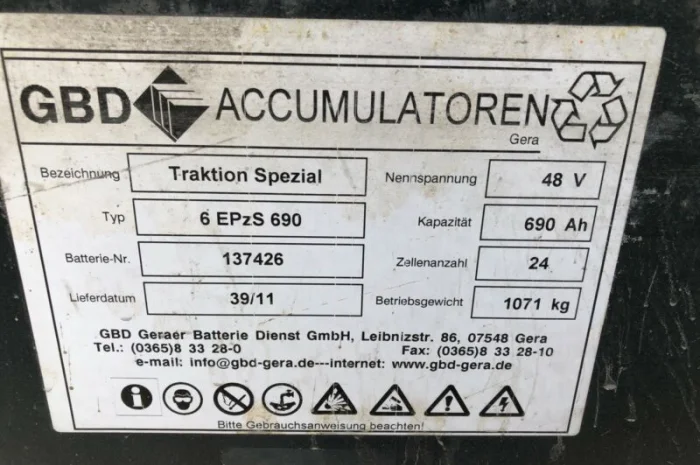 GBD ACCUMULATOREN
Gera
Bezeichnung Traktion Spezial Nennspannung 48 V
Typ 6 EPzS 690 Kapazität 690 Ah
Batterie-Nr. 137426 Zellenanzahl 24
Lieferdatum 39/11 Betriebsgewicht 1071 kg
GBD Geraer Batterie Dienst GmbH, Leibnizstr. 86, 07548 Gera
Tel.: (0365)8 33 28-0 Fax: (0365)8 33 28-10
e-mail: info@gbd-gera.de---internet: www.gbd-gera.de
Bitte Gebrauchsanweisung beachten!